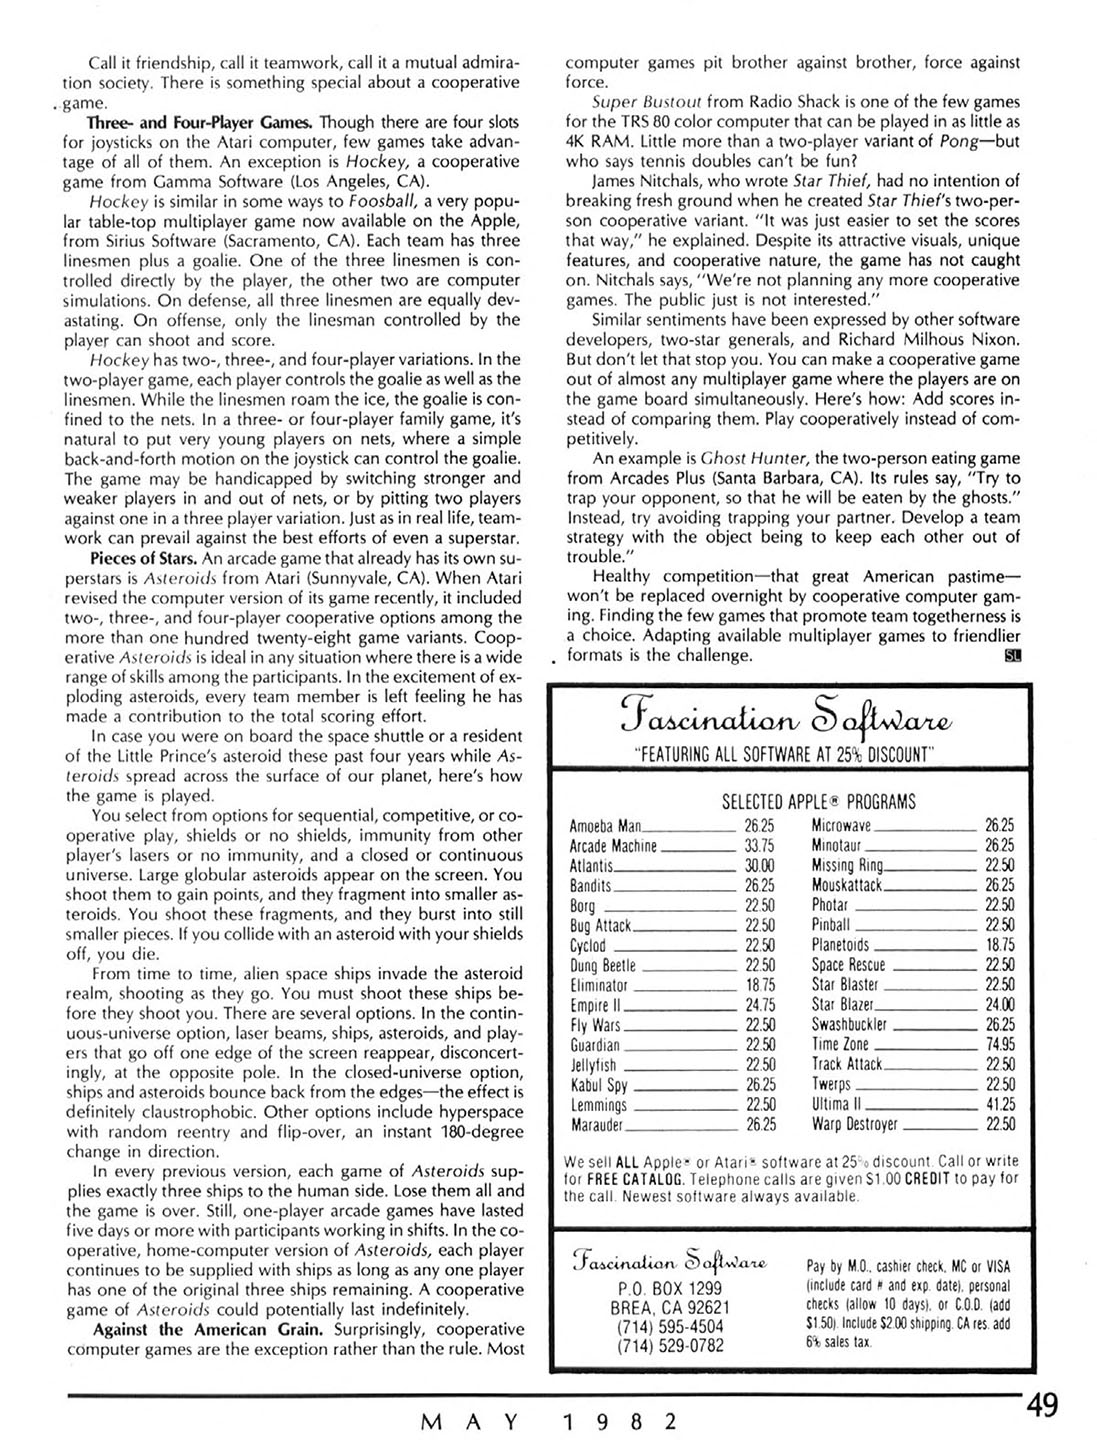 Call it friendship, call it teamwork, call it a mutual admira-
tion society. There is something special about a cooperative
game.
Three- and Four-Player Games. Though there are four slots
for joysticks on the Atari computer, few games take advan-
tage of all of them. An exception is Hockey, a cooperative
game from Gamma Software (Los Angeles, CA).
Hockey is similar in some ways to Foosball, a very popu-
lar table-top multiplayer game now available on the Apple,
from Sirius Software (Sacramento, CA). Each team has three
linesmen plus a goalie. One of the three linesmen is con-
trolled directly by the player, the other two are computer
simulations. On defense, all three linesmen are equally dev-
astating. On offense, only the linesman controlled by the
player can shoot and score.
Hockey has two-, three-, and four-player variations. In the
two-player game, each player controls the goalie as well as the
linesmen. While the linesmen roam the ice, the goalie is con-
fined to the nets. In a three- or four-player family game, it's
natural to put very young players on nets, where a simple
back-and-forth motion on the joystick can control the goalie.
The game may be handicapped by switching stronger and
weaker players in and out of nets, or by pitting two players
against one in a three player variation. Just as in real life, team-
work can prevail against the best efforts of even a superstar.
Pieces of Stars. An arcade game that already has its own su-
perstars is Asteroids from Atari (Sunnyvale, CA). When Atari
revised the computer version of its game recently, it included
two-, three-, and four-player cooperative options among the
more than one hundred twenty-eight game variants. Coop-
erative Asteroids is ideal in any situation where there is a wide
range of skills among the participants. In the excitement of ex-
ploding asteroids, every team member is left feeling he has
made a contribution to the total scoring effort.
In case you were on board the space shuttle or a resident
of the Little Prince's asteroid these past four years while As-
teroids spread across the surface of our planet, here's how
the game is played.
You select from options for sequential, competitive, or co-
operative play, shields or no shields, immunity from other
player's lasers or no immunity, and a closed or continuous
universe. Large globular asteroids appear on the screen. You
shoot them to gain points, and they fragment into smaller as-
teroids. You shoot these fragments, and they burst into still
smaller pieces. If you collide with an asteroid with your shields
off, you die.
From time to time, alien space ships invade the asteroid
realm, shooting as they go. You must shoot these ships be-
fore they shoot you. There are several options. In the contin-
uous-universe option, laser beams, ships, asteroids, and play-
ers that go off one edge of the screen reappear, disconcert-
ingly, at the opposite pole. In the closed-universe option,
ships and asteroids bounce back from the edges—the effect is
definitely claustrophobic. Other options include hyperspace
with random reentry and flip-over, an instant 180-degree
change in direction.
In every previous version, each game of Asteroids sup-
plies exactly three ships to the human side. Lose them all and
the game is over. Still, one-player arcade games have lasted
five days or more with participants working in shifts. In the co-
operative, home-computer version of Asteroids, each player
continues to be supplied with ships as long as any one player
has one of the original three ships remaining. A cooperative
game of Asteroids could potentially last indefinitely.
Against the American Grain. Surprisingly, cooperative
computer games are the exception rather than the rule. Most
computer games pit brother against brother, force against
force.
Super Bustout from Radio Shack is one of the few games
for the TRS 80 color computer that can be played in as little as
4K RAM. Little more than a two-player variant of Pong—but
who says tennis doubles can't be fun?
James Nitchals, who wrote Star Thief, had no intention of
breaking fresh ground when he created Star Thief's two-per-
son cooperative variant. "It was just easier to set the scores
that way," he explained. Despite its attractive visuals, unique
features, and cooperative nature, the game has not caught
on. Nitchals says, "We're not planning any more cooperative
games. The public just is not interested."
Similar sentiments have been expressed by other software
developers, two-star generals, and Richard Milhous Nixon.
But don't let that stop you. You can make a cooperative game
out of almost any multiplayer game where the players are on
the game board simultaneously. Here's how: Add scores in-
stead of comparing them. Play cooperatively instead of com-
petitively.
An example is Ghost Hunter, the two-person eating game
from Arcades Plus (Santa Barbara, CA). Its rules say, "Try to
trap your opponent, so that he will be eaten by the ghosts."
Instead, try avoiding trapping your partner. Develop a team
strategy with the object being to keep each other out of
trouble."
Healthy competition—that great American pastime—
won't be replaced overnight by cooperative computer gam-
ing. Finding the few games that promote team togetherness is
a choice. Adapting available multiplayer games to friendlier
formats is the challenge. SL
Fascination Software
"FEATURING ALL SOFTWARE AT 25% DISCOUNT"
SELECTED APPLE® PROGRAMS
Amoeba Man 26.25
Arcade Machine 33.75
Atlantis 30.00
Bandits 26.25
Borg 22.50
Bug Attack 22.50
Cyclod 22.50
Dung Beetle 22.50
Eliminator 18.75
Empire II 24.75
Fly Wars 22.50
Guardian 22.50
Jellyfish 22.50
Kabul Spy 26.25
Lemmings 22.50
Marauder 26.25
Microwave 26.25
Minotaur 26.25
Missing Ring 22.50
Mouskattack 26.25
Photar 22.50
Pinball 22.50
Planetoids 18.75
Space Rescue 22.50
Star Blaster 22.50
Star Blazer 24.00
Swashbuckler 26.25
Time Zone 74.95
Track Attack 22.50
Twerps 22.50
Ultima II 41.25
Warp Destroyer 22.50
We sell ALL Apple® or Atari® software at 25% discount. Call or write
for FREE CATALOG. Telephone calls are given $1.00 CREDIT to pay for
the call. Newest software always available.
Fascination Software
P.O. BOX 1299
BREA, CA 92621
(714) 595-4504
(714) 529-0782
Pay by M.O., cashier check, MC or VISA
(include card # and exp. date), personal
checks (allow 10 days), or C.O.D. (add
$1.50). Include $2.00 shipping. CA res. add
6% sales tax.
MAY 1982
49